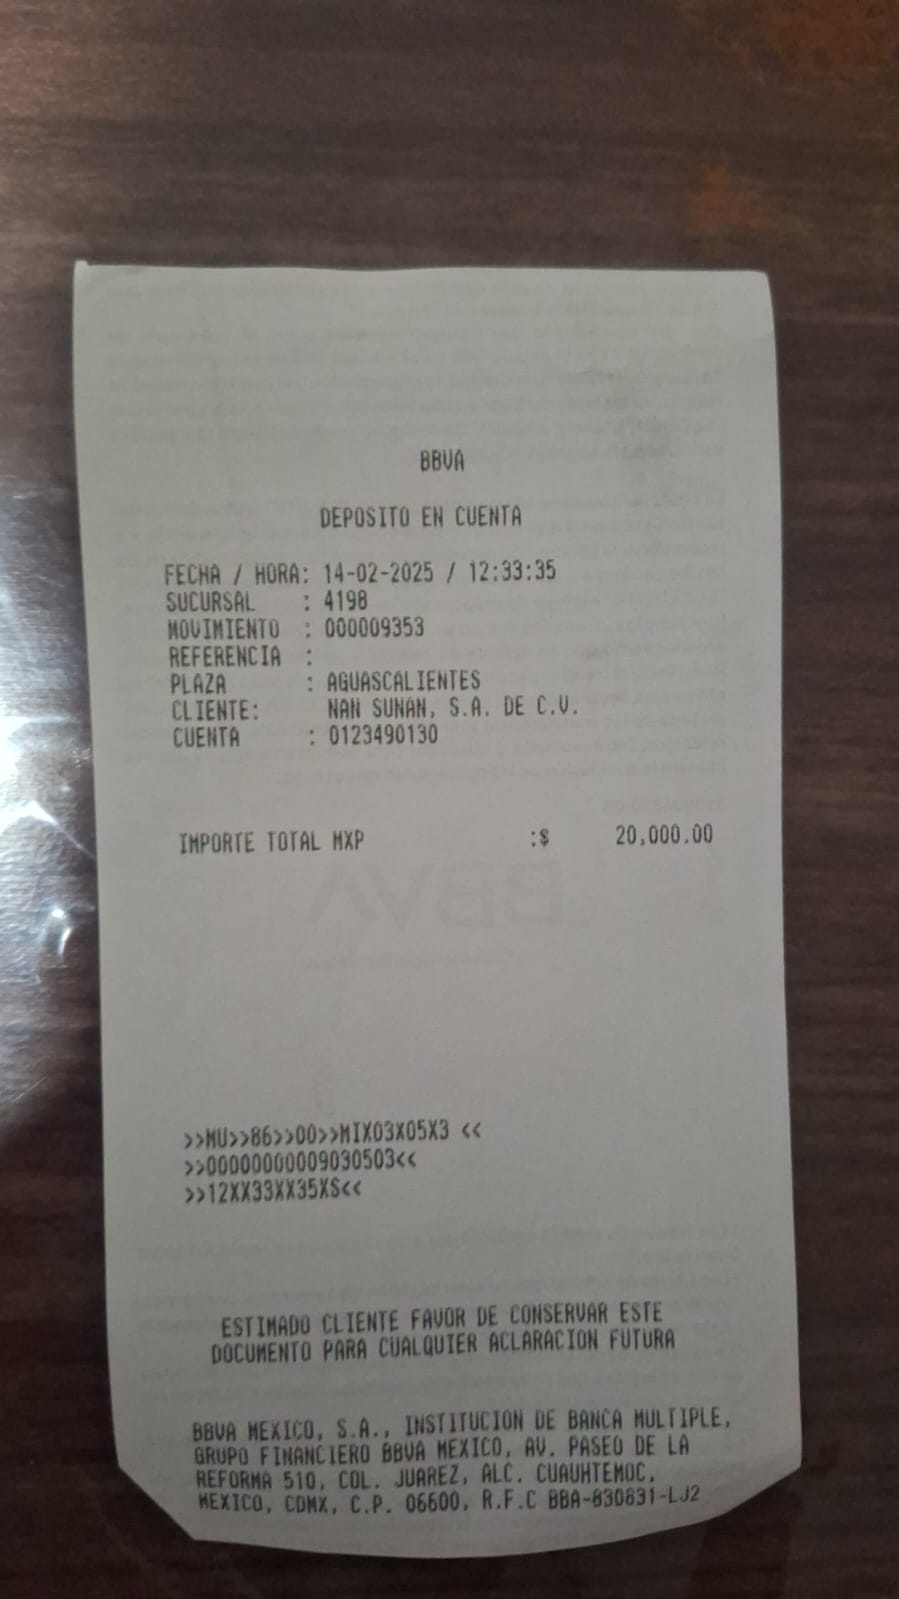 BBVA
DEPOSITO EN CUENTA
FECHA / HORA: 14-02-2025 / 12:33:35
SUCURSAL : 4198
MOVIMIENTO : 000009353
REFERENCIA :
PLAZA : AGUASCALIENTES
CLIENTE: NAN SUNAN, S.A. DE C.V.
CUENTA : 0123490130
IMPORTE TOTAL MXP :$ 20,000.00
BBVA
>>MU>>86>>00>>MIX03X05X3 <<
>>00000000009030503<<
>>12XX33XX35XS<<
ESTIMADO CLIENTE FAVOR DE CONSERVAR ESTE
DOCUMENTO PARA CUALQUIER ACLARACION FUTURA
BBVA MEXICO, S.A., INSTITUCION DE BANCA MULTIPLE,
GRUPO FINANCIERO BBVA MEXICO, AV. PASEO DE LA
REFORMA 510, COL. JUAREZ, ALC. CUAUHTEMOC,
MEXICO, CDMX, C.P. 06600, R.F.C BBA-830831-LJ2